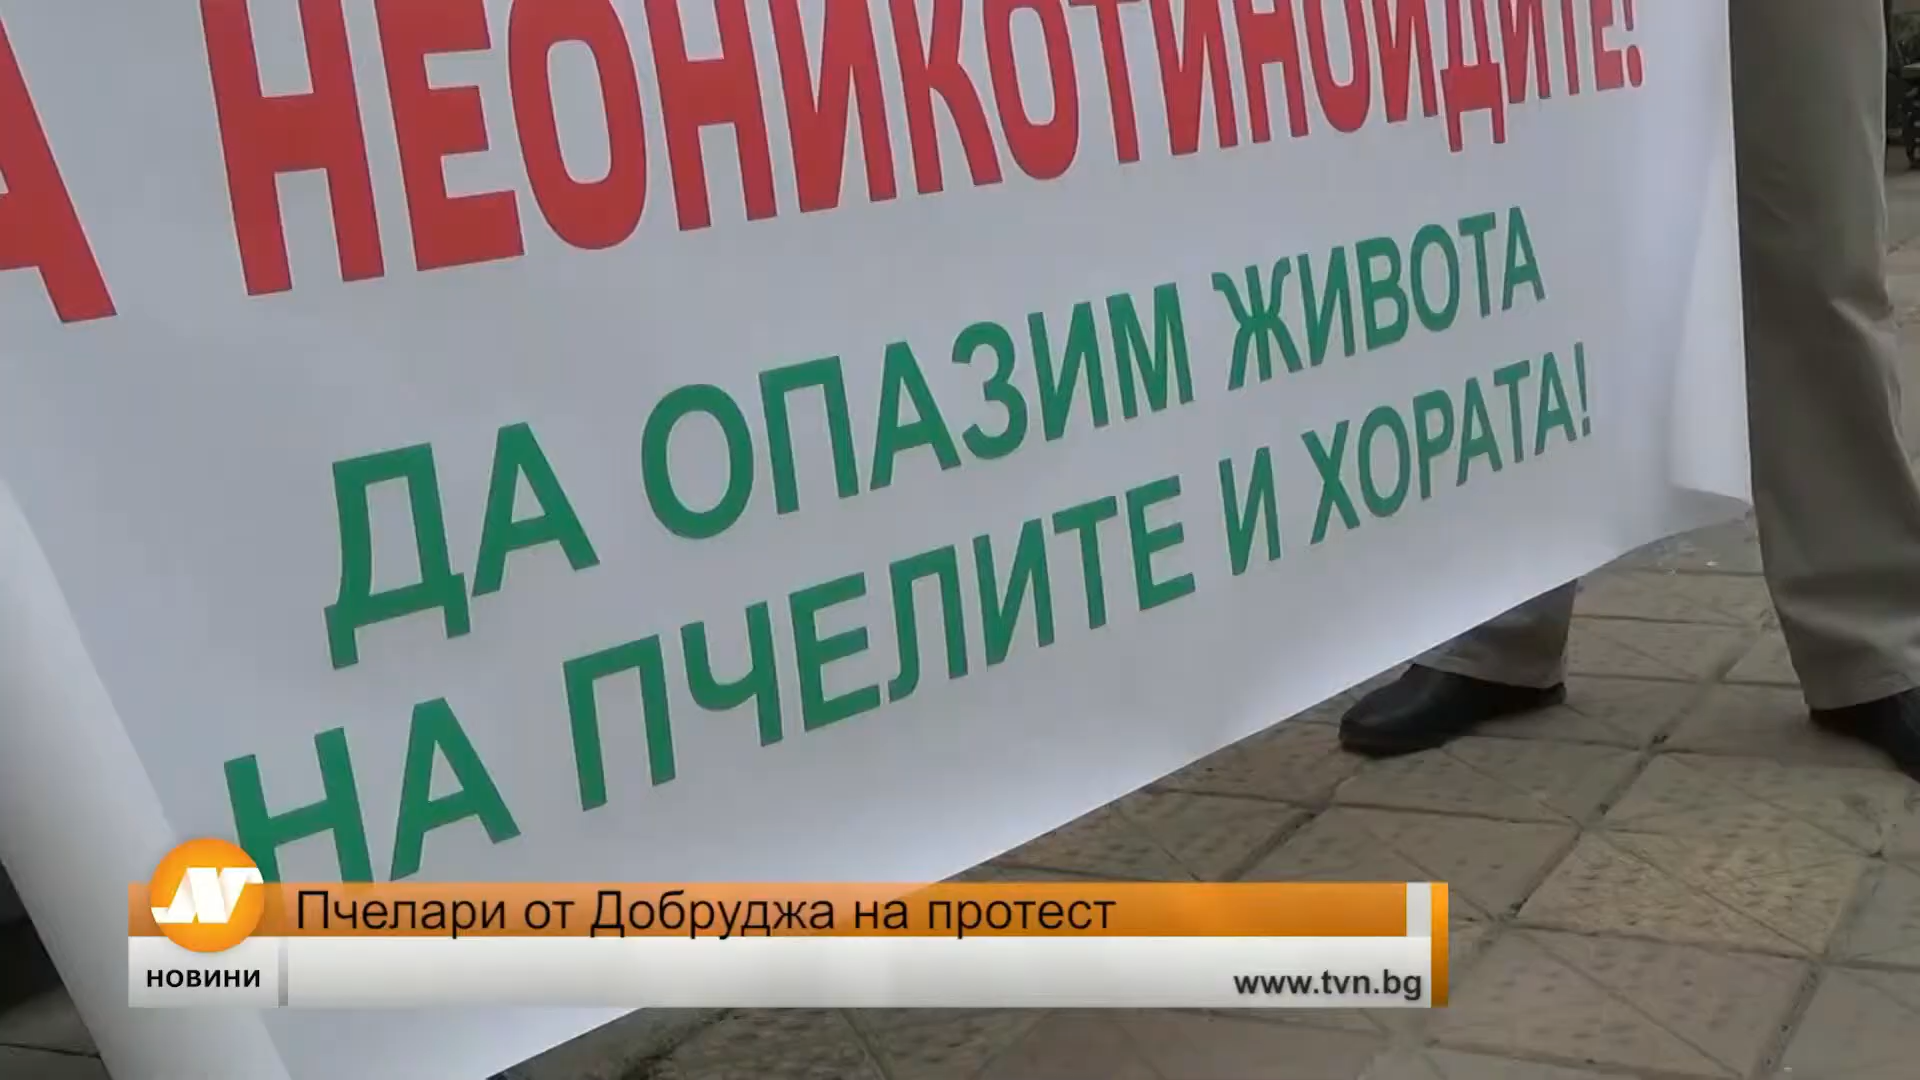 НЕОНИКОТИНОИДИТЕ!
ДА ОПАЗИМ ЖИВОТА
НА ПЧЕЛИТЕ И ХОРАТА!
Пчелари от Добруджа на протест
НОВИНИ
www.tvn.bg